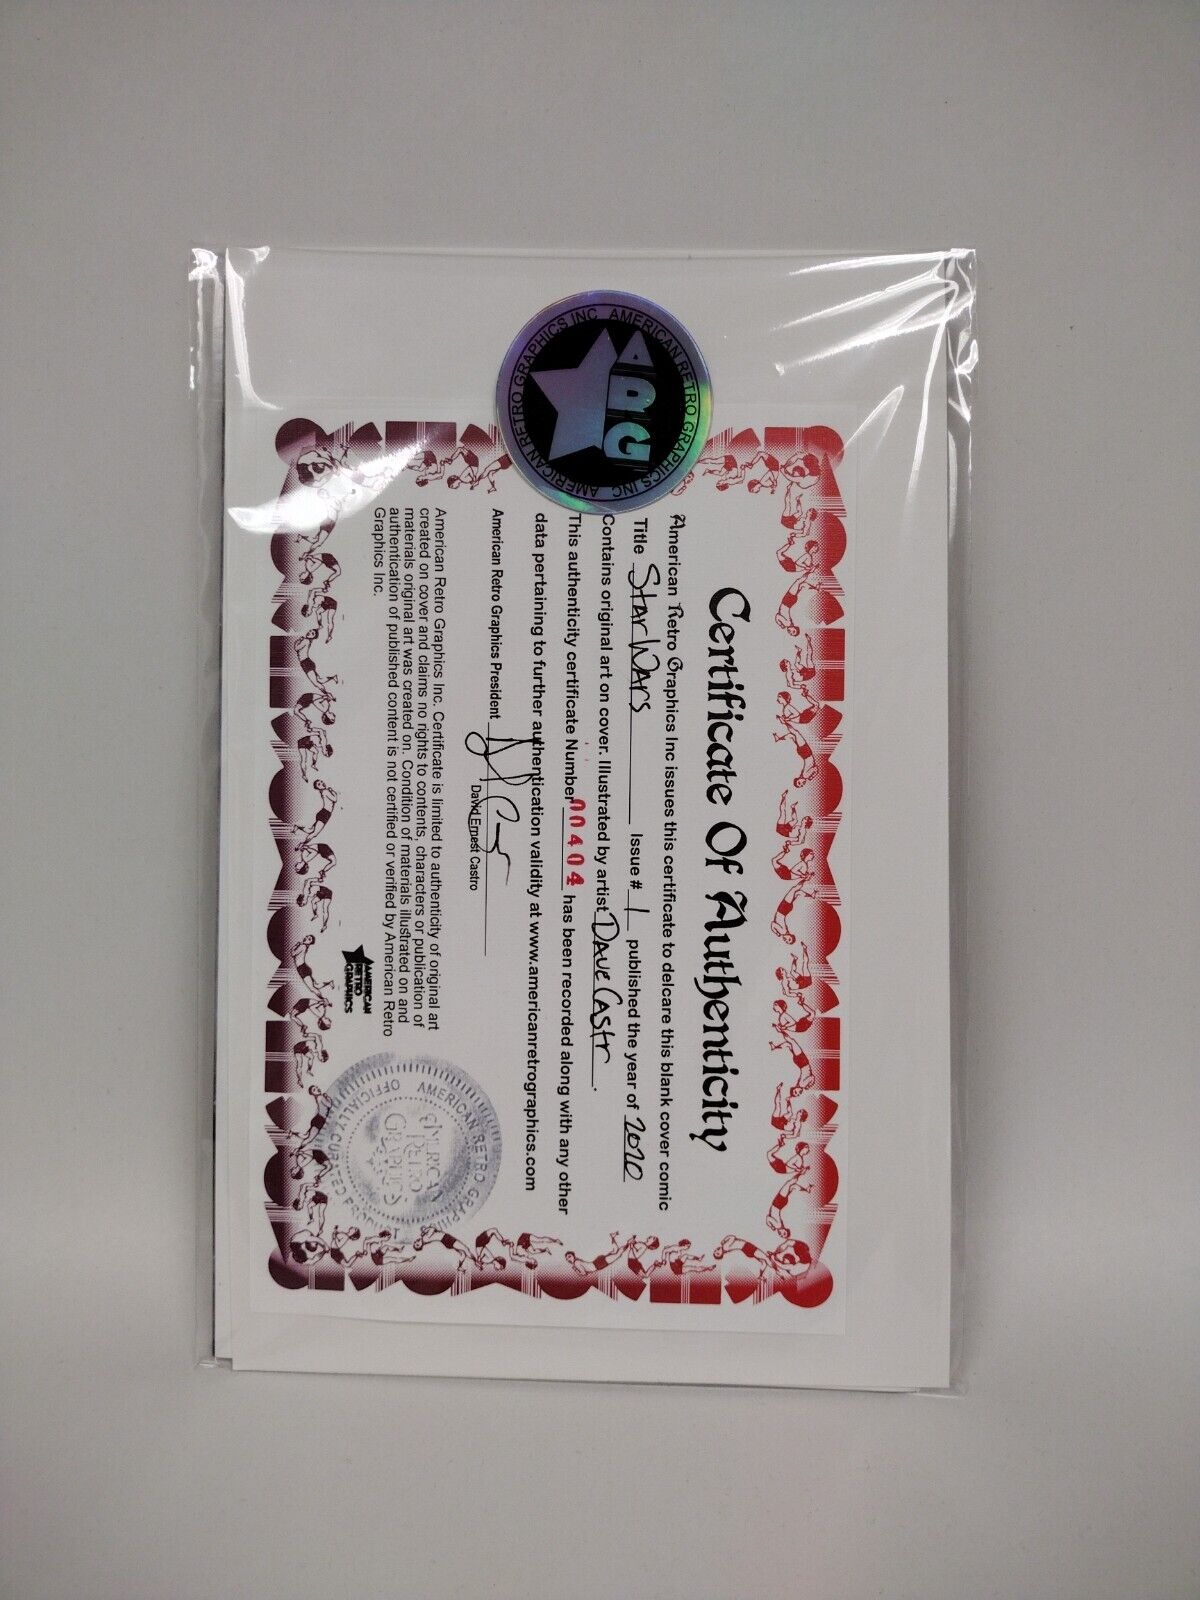 AMERICAN RETRO GRAPHICS INC AMERICAN RETRO GRAPHICS INC
ARG
Certificate Of Authenticity
American Retro Graphics Inc issues this certificate to delcare this blank cover comic
Title Star Wars Issue # 1 published the year of 2020
Contains original art on cover. Illustrated by artist Dave Castr.
This authenticity certificate Number 00404 has been recorded along with any other
data pertaining to further authentication validity at www.americanretrographics.com
American Retro Graphics President
David Ernest Castro
American Retro Graphics Inc. Certificate is limited to authenticity of original art
created on cover and claims no rights to contents, characters or publication of
materials original art was created on. Condition of materials illustrated on and
authentication of published content is not certified or verified by American Retro
Graphics Inc.
AMERICAN
RETRO
GRAPHICS
AMERICAN RETRO GRAPHICS
OFFICIALLY CURATED PRODUCT
AMERICAN
RETRO
GRAPHICS